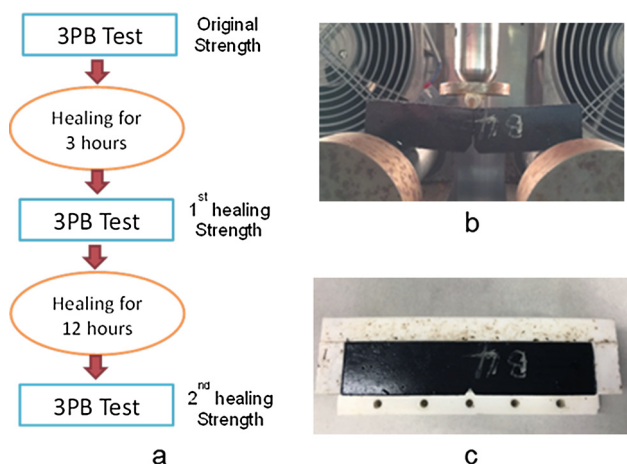 3PB Test
Original
Strength
Healing for
3 hours
3PB Test
1st healing
Strength
Healing for
12 hours
3PB Test
2nd healing
Strength
a
b
c